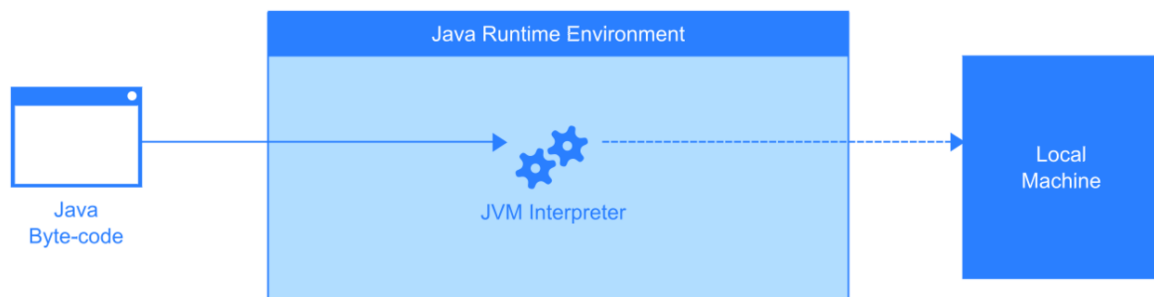 Java Runtime Environment
Java
Byte-code
JVM Interpreter
Local
Machine